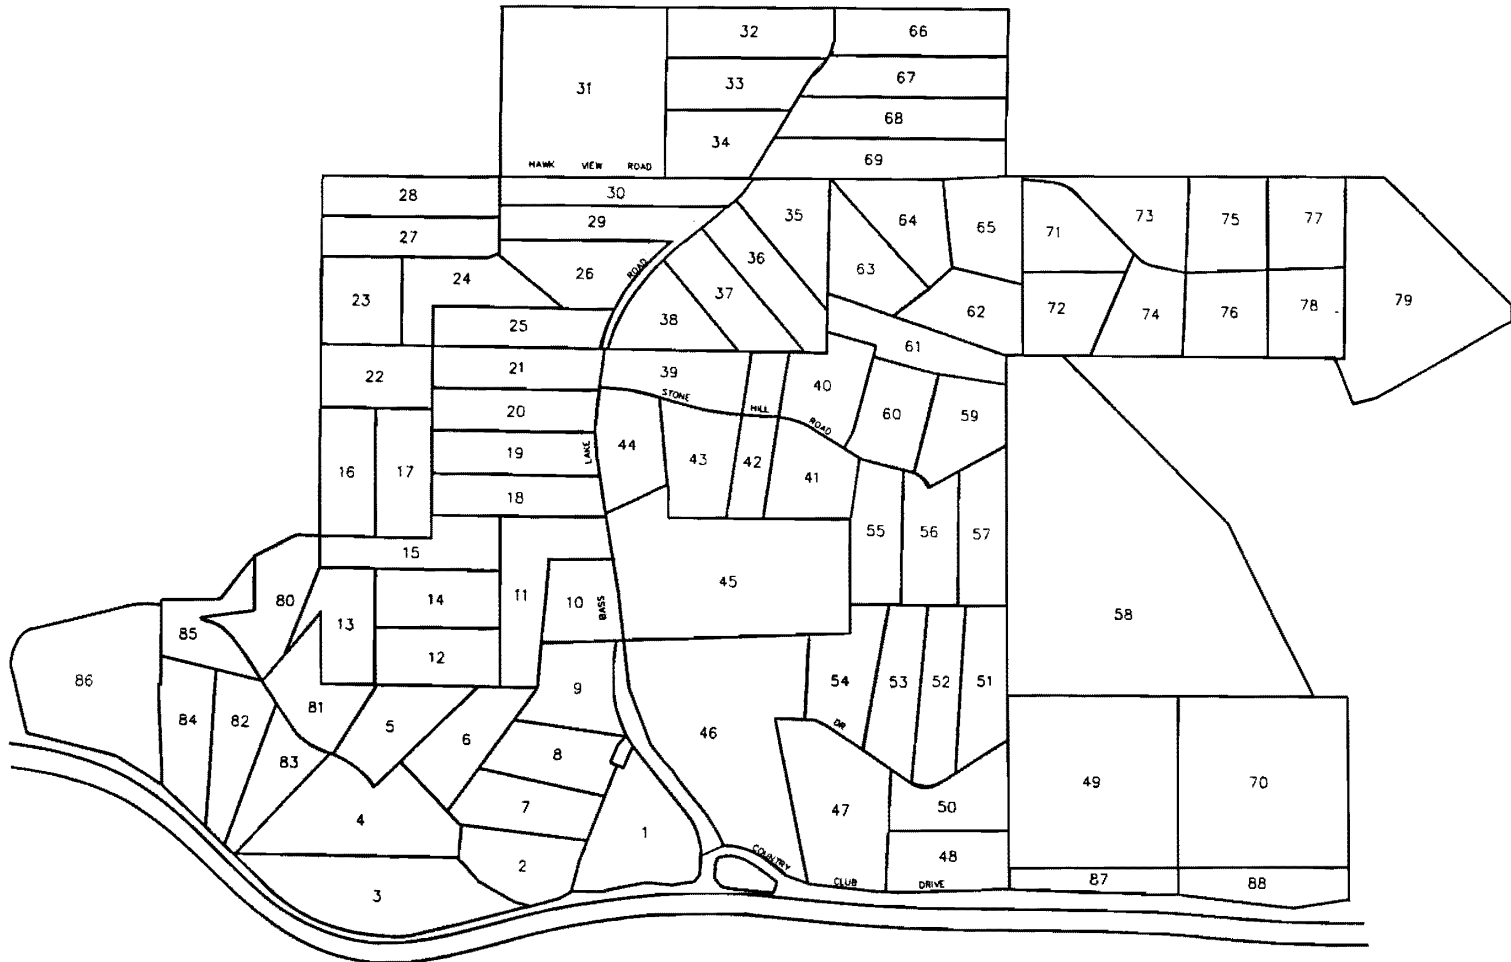 32 66
31 33 67
68
34
HAWK VIEW ROAD 69
28 30 35 64 65 73 75 77
27 29 71
24 26 ROAD 36 63 79
23 37 62 72 74 76 78
25 38 61
22 21 39 40
20 STONE HILL ROAD 60 59
16 17 19 LAKE 44 43 42 41
18
15 55 56 57
80 14 11 10 BASS 45
85 13 58
12
86 9 54 53 52 51
84 82 81 5 6 DR
83 8 46 49 70
7 47 50
4 1 COUNTRY
2 48
3 CLUB DRIVE 87 88